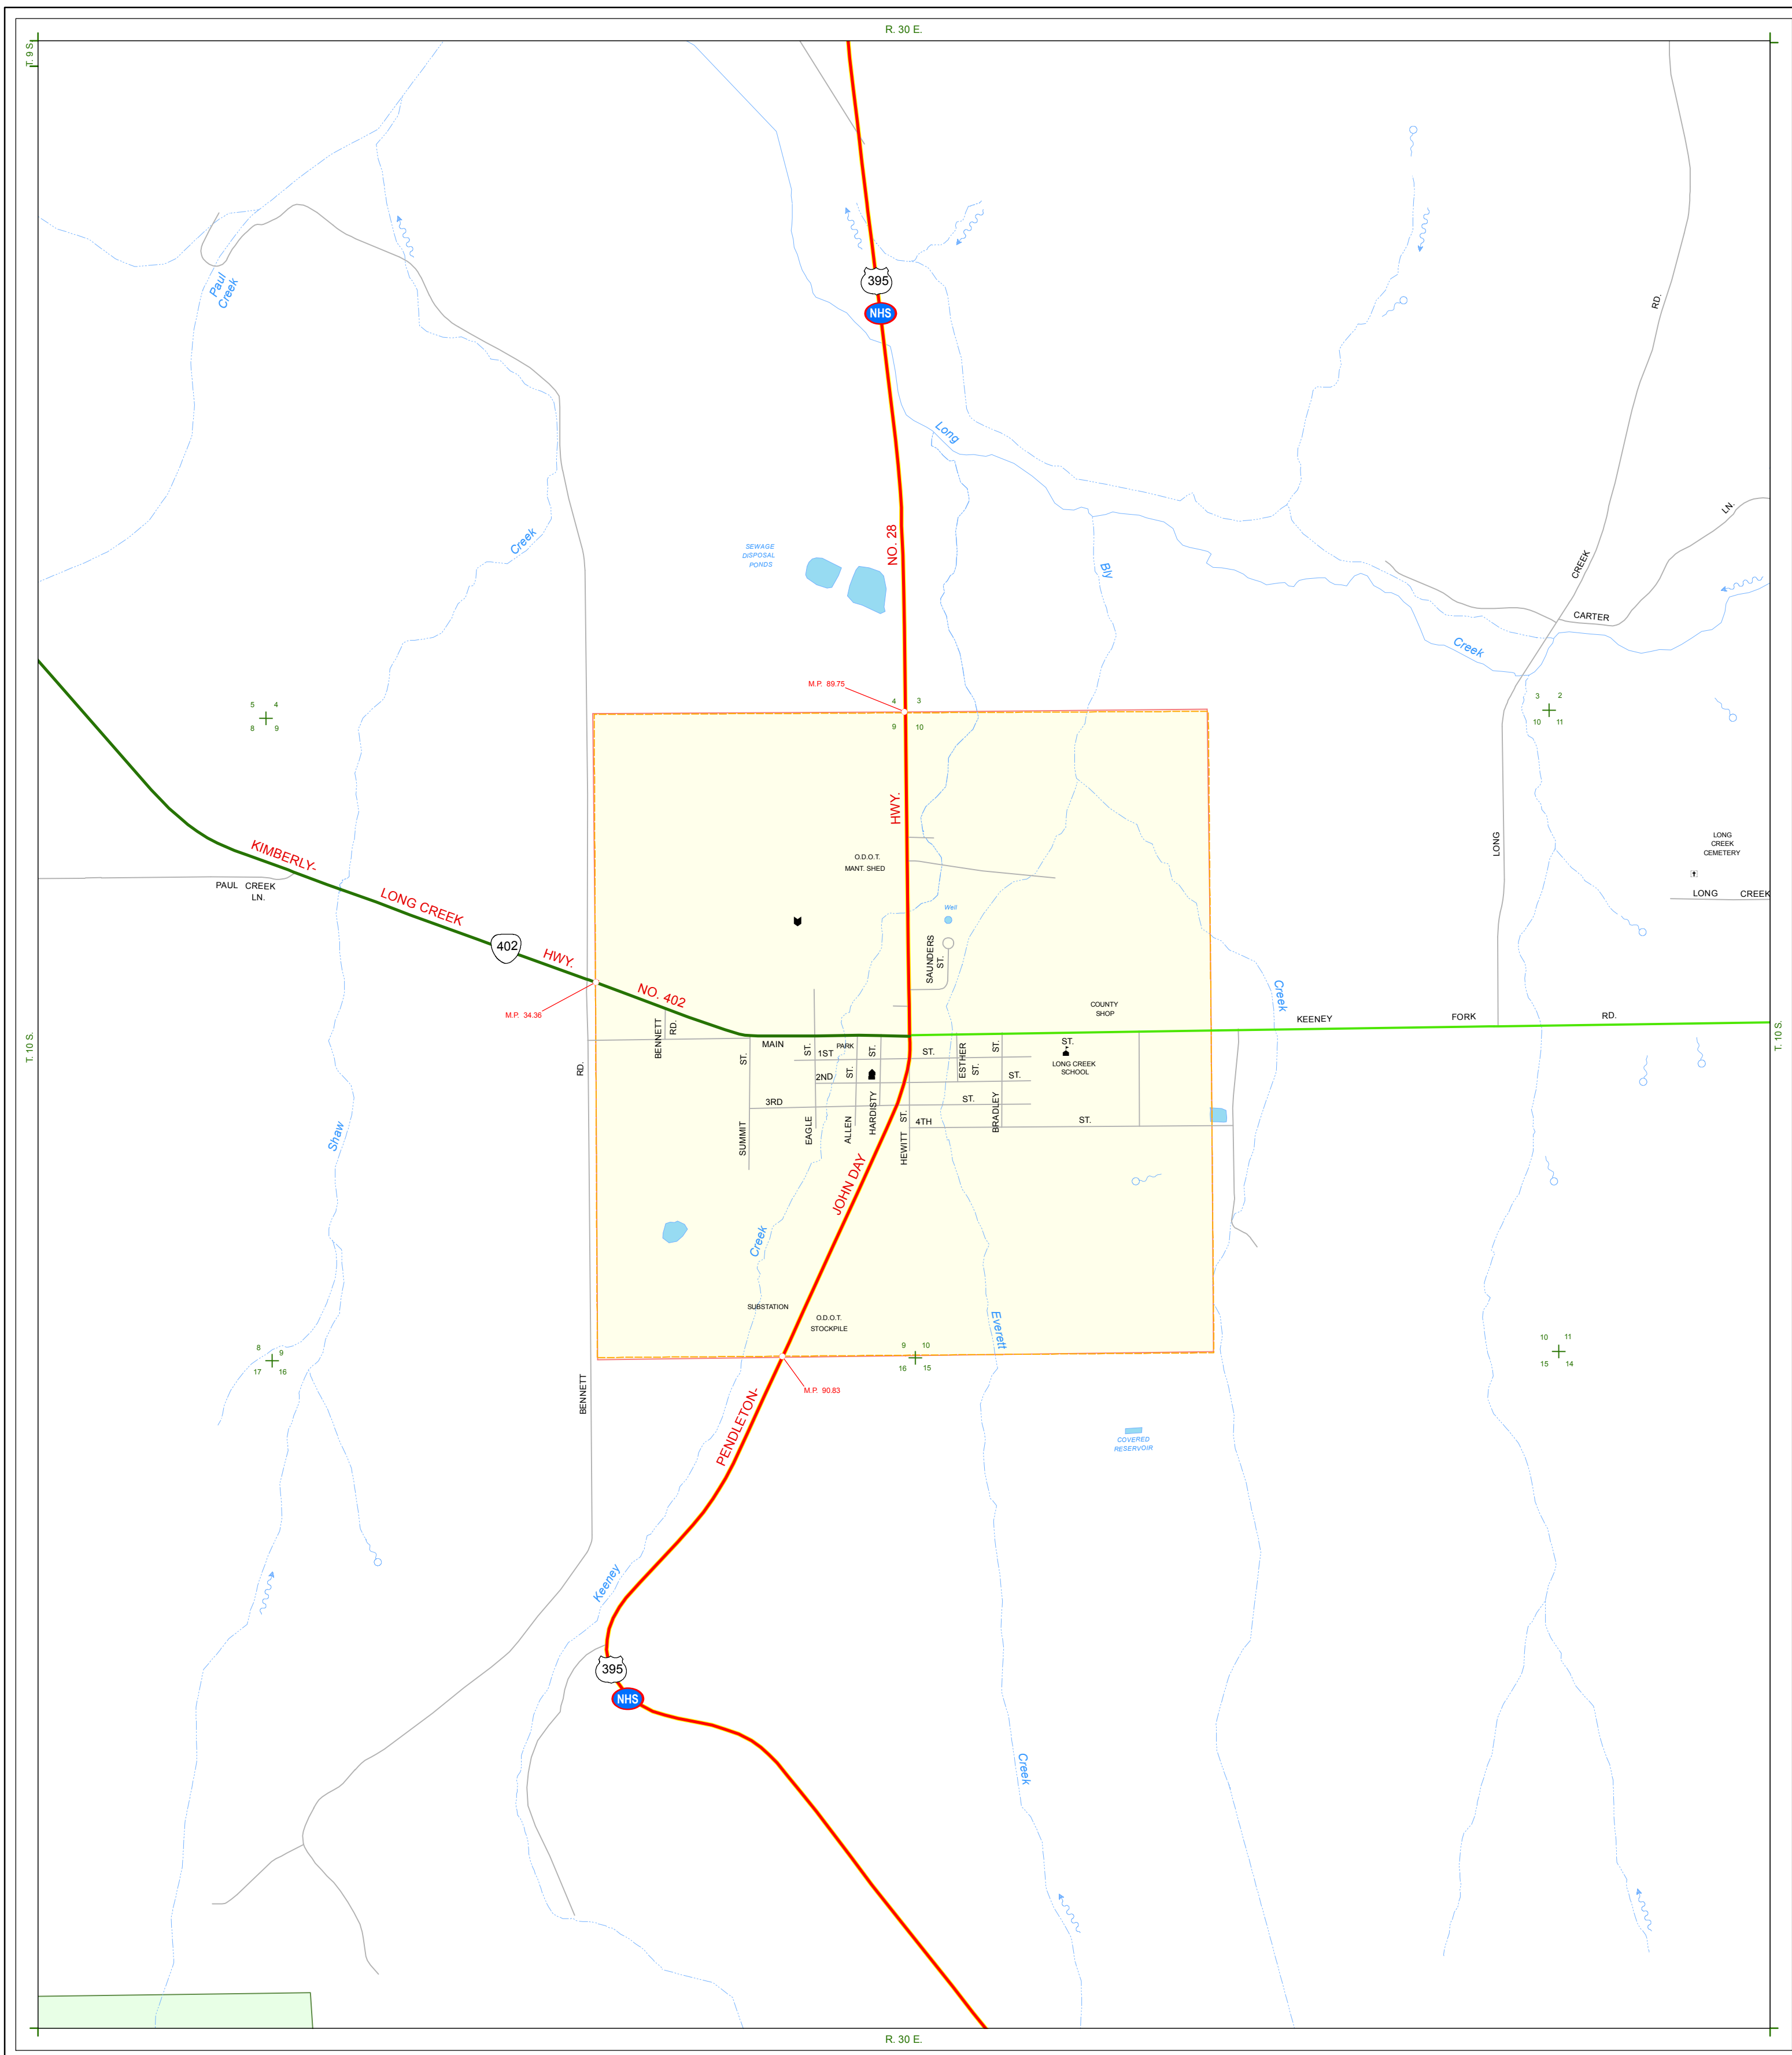 R. 30 E.
T. 9 S.
Paul
Creek
395
NHS
RD.
Long
LN.
NO. 28
Creek
SEWAGE
DISPOSAL
PONDS
Bly
CREEK
CARTER
Creek
M.P. 89.75
5 4
8 9
4 3
9 10
3 2
10 11
HWY.
LONG
LONG
CREEK
CEMETERY
KIMBERLY-
O.D.O.T.
MANT. SHED
PAUL CREEK
LN.
LONG CREEK
LONG CREEK
Well
402
HWY.
SAUNDERS
ST.
NO. 402
Creek
COUNTY
SHOP
M.P. 34.36
KEENEY FORK RD.
T. 10 S.
T. 10 S.
BENNETT
RD.
MAIN
ST.
PARK
1ST
ST.
ST.
ST.
ST.
ESTHER
ST.
ST.
LONG CREEK
SCHOOL
RD.
2ND
ST.
ST.
3RD
ST.
HARDISTY
BRADLEY
SUMMIT
EAGLE
ALLEN
HEWITT
ST.
4TH
ST.
Shaw
JOHN DAY
Creek
SUBSTATION
O.D.O.T.
STOCKPILE
Everett
8 9
17 16
9 10
16 15
10 11
15 14
BENNETT
M.P. 90.83
PENDLETON-
COVERED
RESERVOIR
Keeney
395
NHS
Creek
R. 30 E.